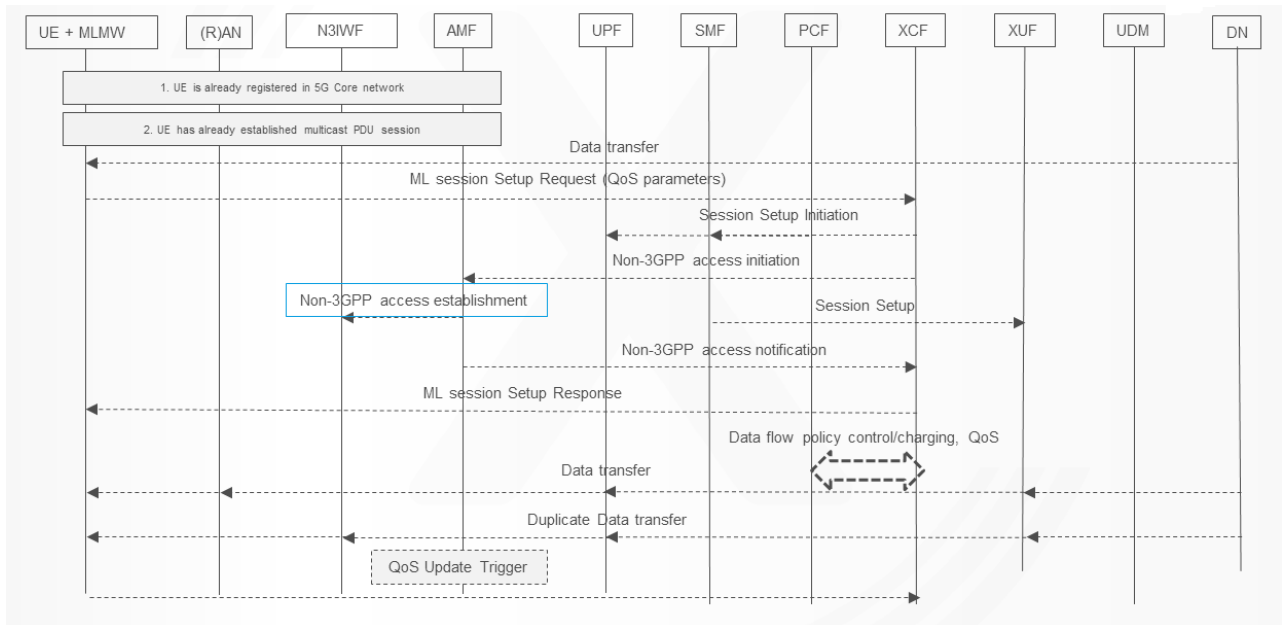 UE + MLMW
(R)AN
N3IWF
AMF
UPF
SMF
PCF
XCF
XUF
UDM
DN
1. UE is already registered in 5G Core network
2. UE has already established multicast PDU session
Data transfer
ML session Setup Request (QoS parameters)
Session Setup Initiation
Non-3GPP access initiation
Non-3GPP access establishment
Session Setup
Non-3GPP access notification
ML session Setup Response
Data flow policy control/charging, QoS
Data transfer
Duplicate Data transfer
QoS Update Trigger